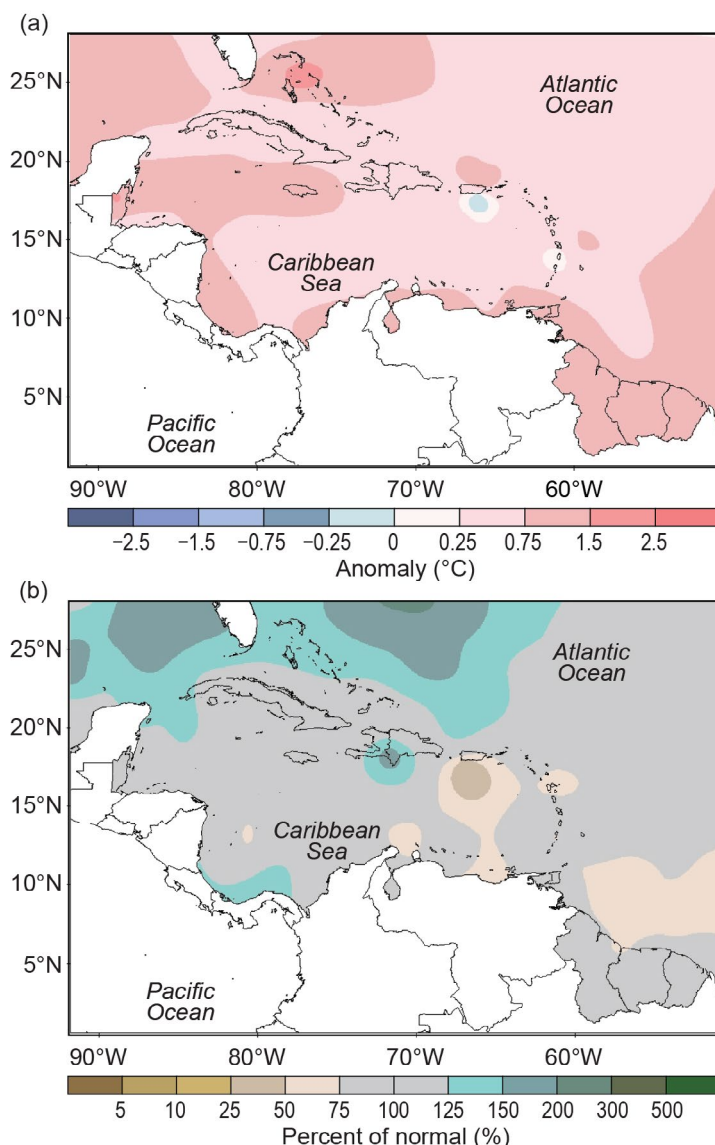 (a)
25°N
20°N
15°N
10°N
5°N
Atlantic
Ocean
Caribbean
Sea
Pacific
Ocean
90°W 80°W 70°W 60°W
−2.5 −1.5 −0.75 −0.25 0 0.25 0.75 1.5 2.5
Anomaly (°C)
(b)
25°N
20°N
15°N
10°N
5°N
Atlantic
Ocean
Caribbean
Sea
Pacific
Ocean
90°W 80°W 70°W 60°W
5 10 25 50 75 100 125 150 200 300 500
Percent of normal (%)